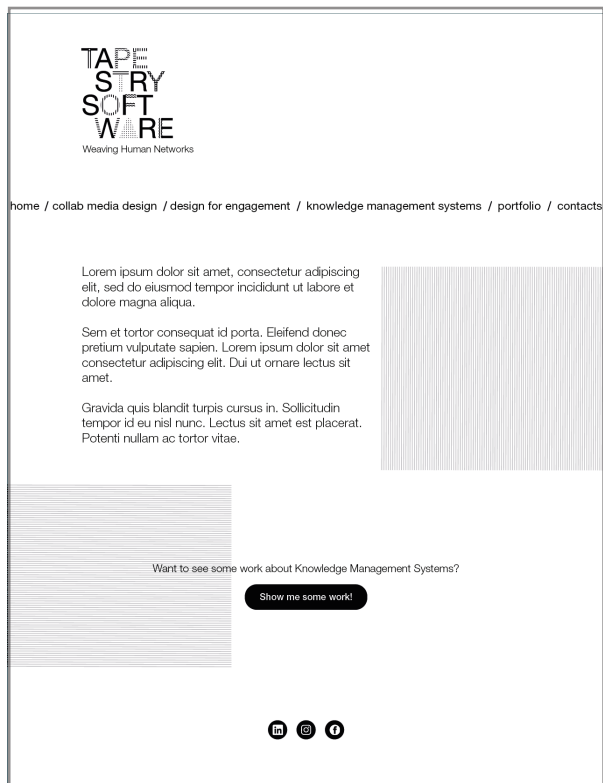 TAPE
STRY
SOFT
WARE
Weaving Human Networks
home / collab media design / design for engagement / knowledge management systems / portfolio / contacts
Lorem ipsum dolor sit amet, consectetur adipiscing
elit, sed do eiusmod tempor incididunt ut labore et
dolore magna aliqua.
Sem et tortor consequat id porta. Eleifend donec
pretium vulputate sapien. Lorem ipsum dolor sit amet
consectetur adipiscing elit. Dui ut ornare lectus sit
amet.
Gravida quis blandit turpis cursus in. Sollicitudin
tempor id eu nisl nunc. Lectus sit amet est placerat.
Potenti nullam ac tortor vitae.
Want to see some work about Knowledge Management Systems?
Show me some work!